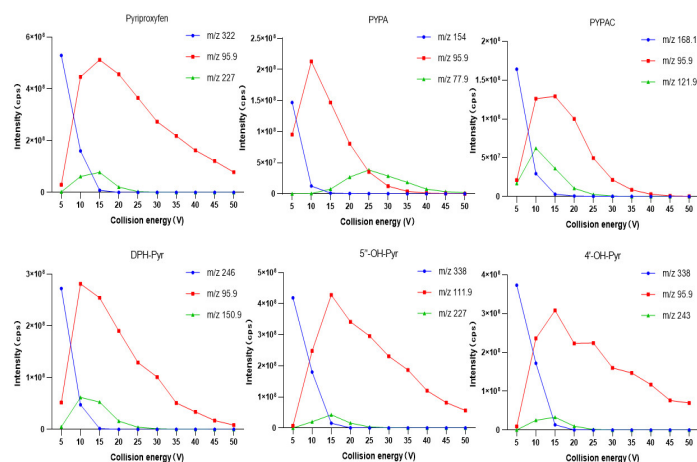 Pyriproxyfen
Intensity (cps)
6×10⁸
4×10⁸
2×10⁸
0
m/z 322
m/z 95.9
m/z 227
5 10 15 20 25 30 35 40 45 50
Collision energy (V)
PYPA
Intensity (cps)
2.5×10⁸
2.0×10⁸
1.5×10⁸
1.0×10⁸
5.0×10⁷
0
m/z 154
m/z 95.9
m/z 77.9
5 10 15 20 25 30 35 40 45 50
Collision energy (V)
PYPAC
Intensity (cps)
2×10⁸
1.5×10⁸
1×10⁸
5×10⁷
0
m/z 168.1
m/z 95.9
m/z 121.9
5 10 15 20 25 30 35 40 45 50
Collision energy (V)
DPH-Pyr
Intensity (cps)
3×10⁸
2×10⁸
1×10⁸
0
m/z 246
m/z 95.9
m/z 150.9
5 10 15 20 25 30 35 40 45 50
Collision energy (V)
5''-OH-Pyr
Intensity (cps)
5×10⁸
4×10⁸
3×10⁸
2×10⁸
1×10⁸
0
m/z 338
m/z 111.9
m/z 227
5 10 15 20 25 30 35 40 45 50
Collision energy (V)
4'-OH-Pyr
Intensity (cps)
4×10⁸
3×10⁸
2×10⁸
1×10⁸
0
m/z 338
m/z 95.9
m/z 243
5 10 15 20 25 30 35 40 45 50
Collision energy (V)